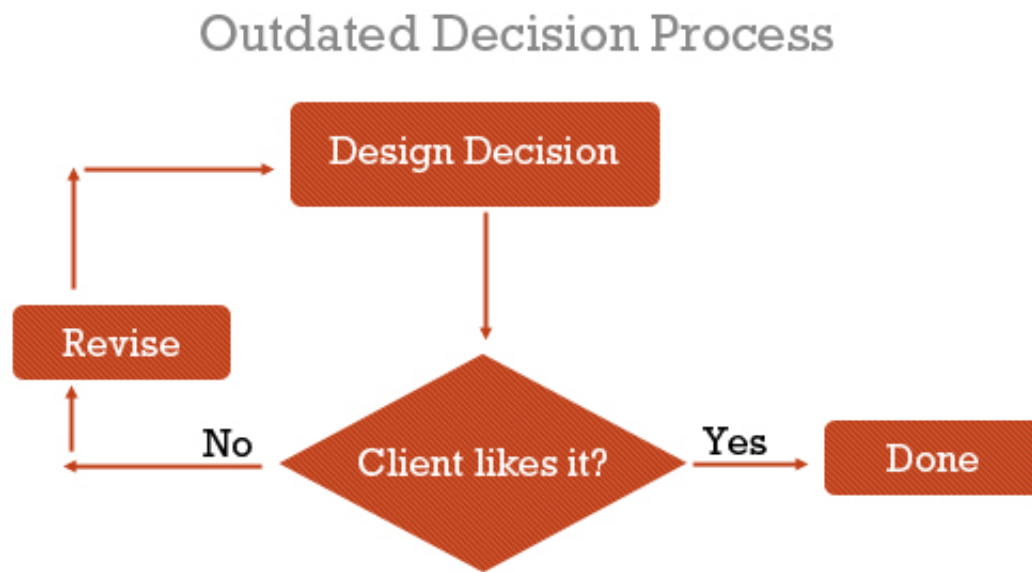 Outdated Decision Process
Design Decision
Revise
No
Client likes it?
Yes
Done